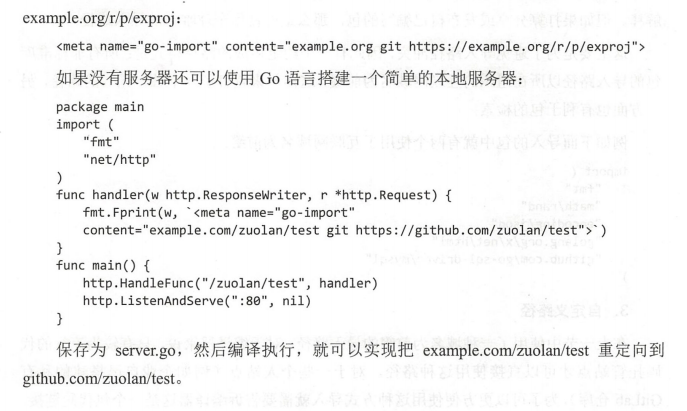 example.org/r/p/exproj：
<meta name="go-import" content="example.org git https://example.org/r/p/exproj">
如果没有服务器还可以使用 Go 语言搭建一个简单的本地服务器：
package main
import (
    "fmt"
    "net/http"
)
func handler(w http.ResponseWriter, r *http.Request) {
    fmt.Fprint(w, `<meta name="go-import"
    content="example.com/zuolan/test git https://github.com/zuolan/test">`)
}
func main() {
    http.HandleFunc("/zuolan/test", handler)
    http.ListenAndServe(":80", nil)
}
保存为 server.go，然后编译执行，就可以实现把 example.com/zuolan/test 重定向到
github.com/zuolan/test。